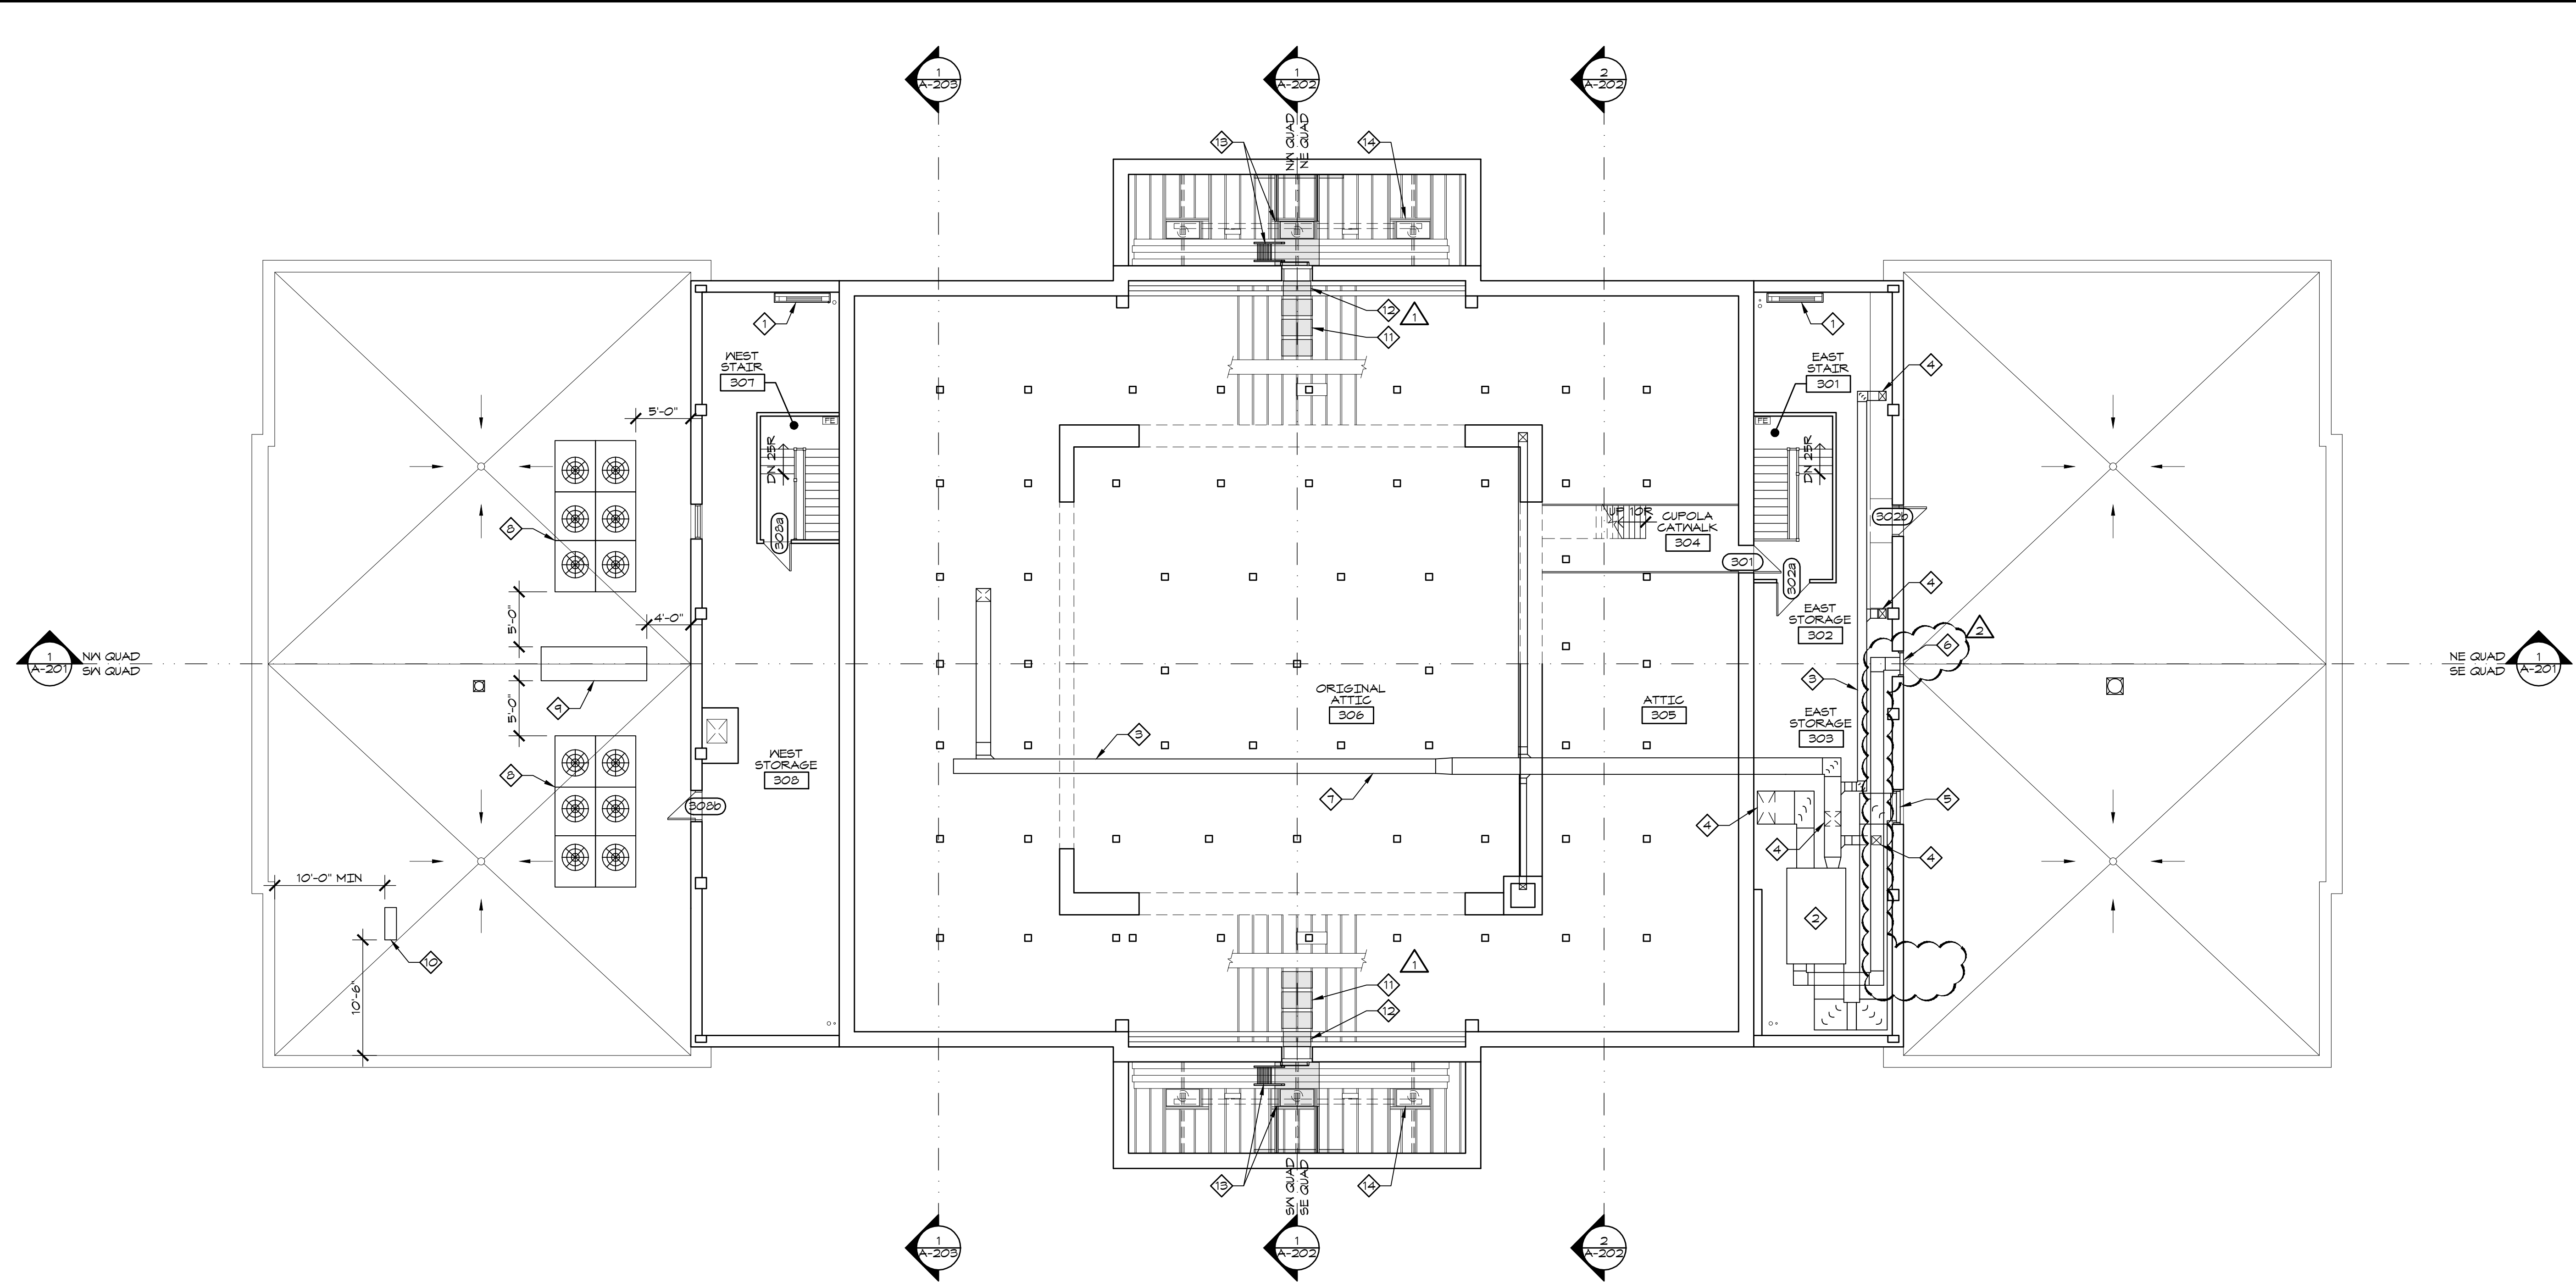 1
A-203
1
A-202
2
A-202
NW QUAD
NE QUAD
13
14
1
1
12
1
11
WEST
STAIR
307
EAST
STAIR
301
4
5'-0"
FE
FE
DN 25R
DN 25R
8
308a
UP 10R
CUPOLA
CATWALK
304
302b
301
302a
4
5'-0"
4'-0"
EAST
STORAGE
302
2
6
1
A-201
NW QUAD
SW QUAD
NE QUAD
SE QUAD
1
A-201
3
9
5'-0"
ORIGINAL
ATTIC
306
ATTIC
305
EAST
STORAGE
303
3
WEST
STORAGE
308
8
308b
7
5
4
4
4
10'-0" MIN
2
10
10'-6"
1
11
12
13
14
SW QUAD
SE QUAD
1
A-203
1
A-202
2
A-202